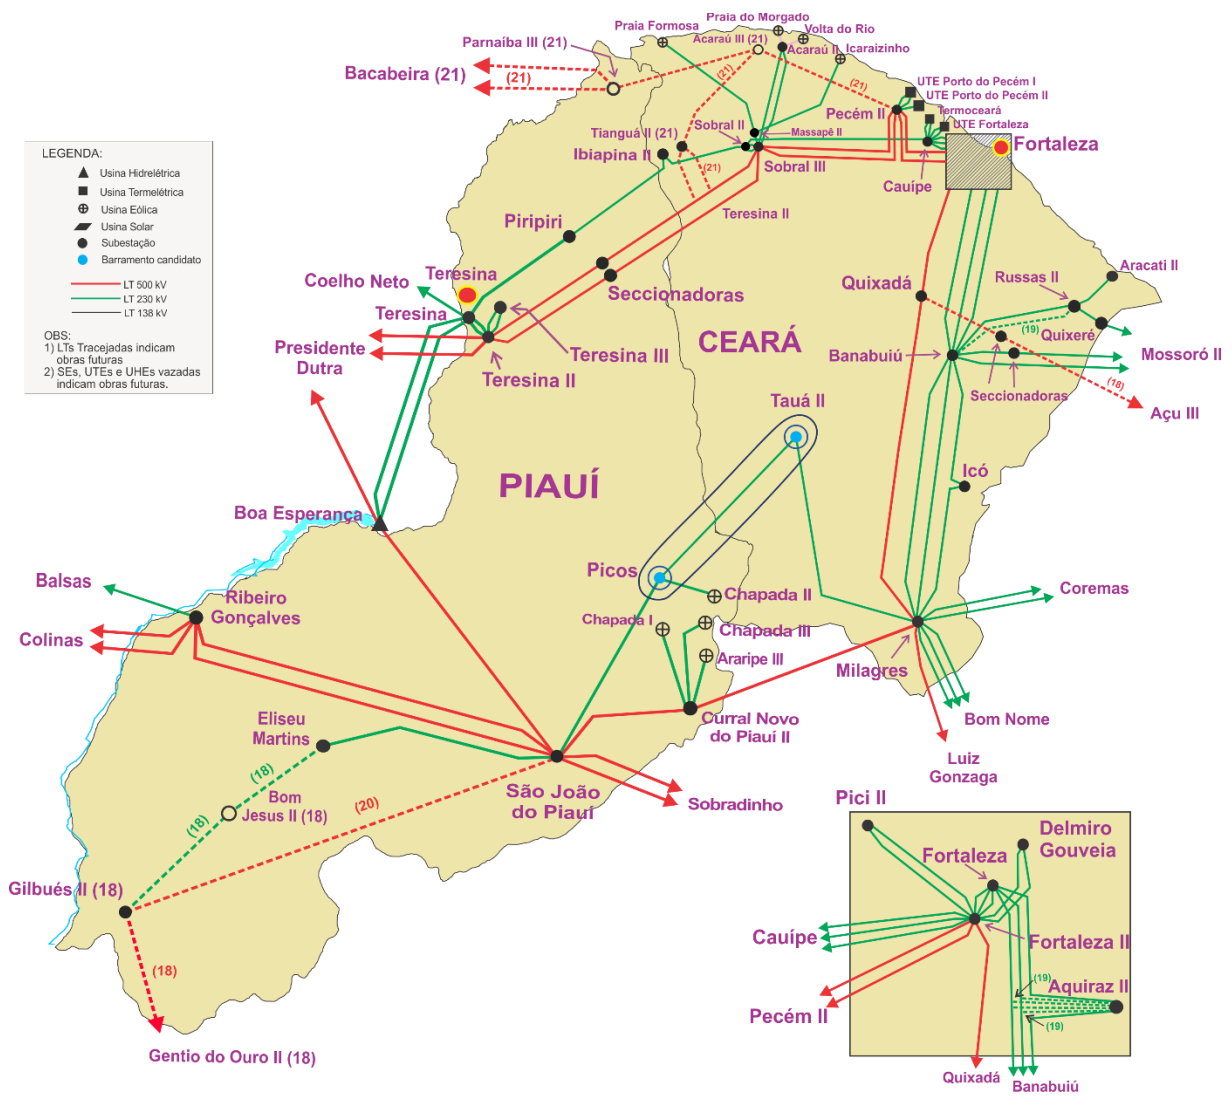 Praia do Morgado
Praia Formosa
Volta do Rio
Acaraú III (21)
Acaraú II
Icaraizinho
Parnaíba III (21)
Bacabeira (21)
(21)
(21)
(21)
UTE Porto do Pecém I
UTE Porto do Pecém II
Termoceará
UTE Fortaleza
Pecém II
Sobral II
Massapê II
Tianguá II (21)
Ibiapina II
(21)
Sobral III
Cauípe
Fortaleza
LEGENDA:
Usina Hidrelétrica
Usina Termelétrica
Usina Eólica
Usina Solar
Subestação
Barramento candidato
LT 500 kV
LT 230 kV
LT 138 kV
OBS:
1) LTs Tracejadas indicam
obras futuras
2) SEs, UTEs e UHEs vazadas
indicam obras futuras.
Teresina II
Piripiri
Coelho Neto
Teresina
Teresina
Seccionadoras
Presidente
Dutra
Teresina III
Teresina II
CEARÁ
Quixadá
Russas II
Aracati II
(19)
Quixeré
Banabuiú
Mossoró II
Seccionadoras
(18)
Açu III
Tauá II
PIAUÍ
Icó
Boa Esperança
Picos
Chapada II
Chapada I
Chapada III
Araripe III
Balsas
Ribeiro
Gonçalves
Colinas
Coremas
Milagres
Bom Nome
Luiz
Gonzaga
Curral Novo
do Piauí II
Eliseu
Martins
(18)
Bom
Jesus II (18)
(18)
(20)
São João
do Piauí
Sobradinho
Gilbués II (18)
(18)
Gentio do Ouro II (18)
Pici II
Delmiro
Gouveia
Fortaleza
Cauípe
Fortaleza II
(19)
Aquiraz II
(19)
Pecém II
Quixadá
Banabuiú